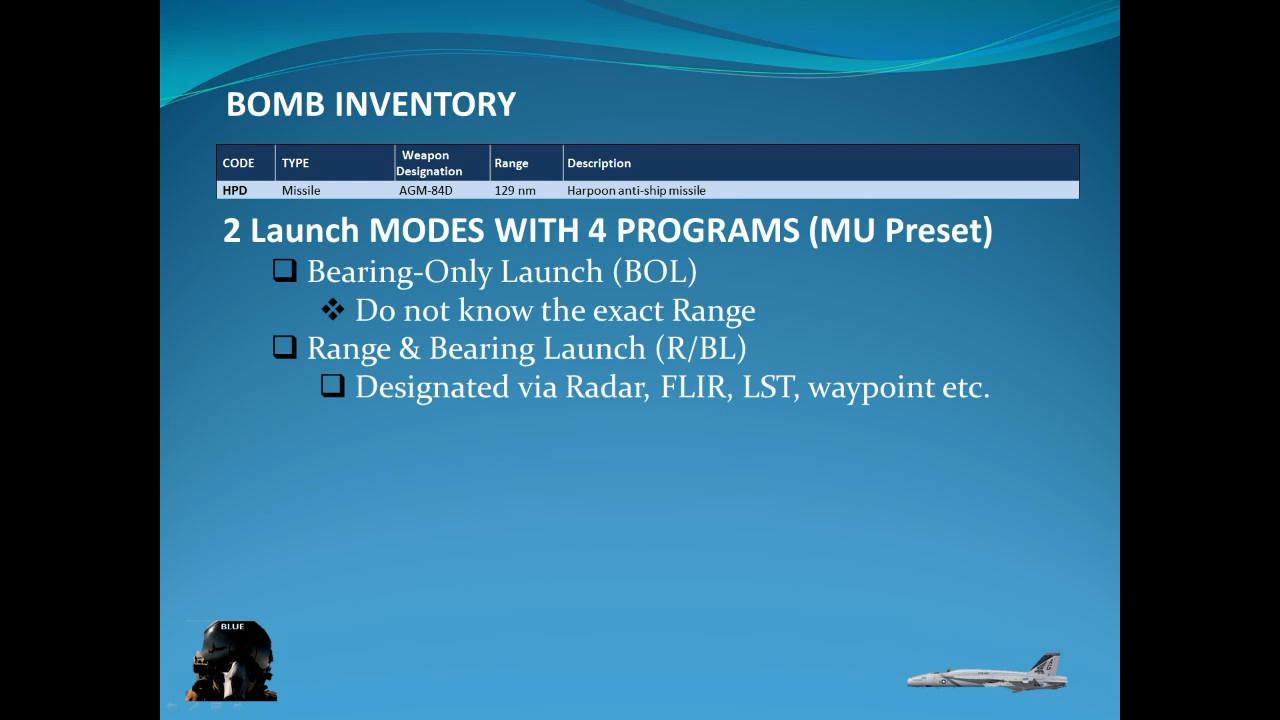 BOMB INVENTORY
CODE TYPE Weapon Designation Range Description
HPD Missile AGM-84D 129 nm Harpoon anti-ship missile
2 Launch MODES WITH 4 PROGRAMS (MU Preset)
Bearing-Only Launch (BOL)
Do not know the exact Range
Range & Bearing Launch (R/BL)
Designated via Radar, FLIR, LST, waypoint etc.
BLUE